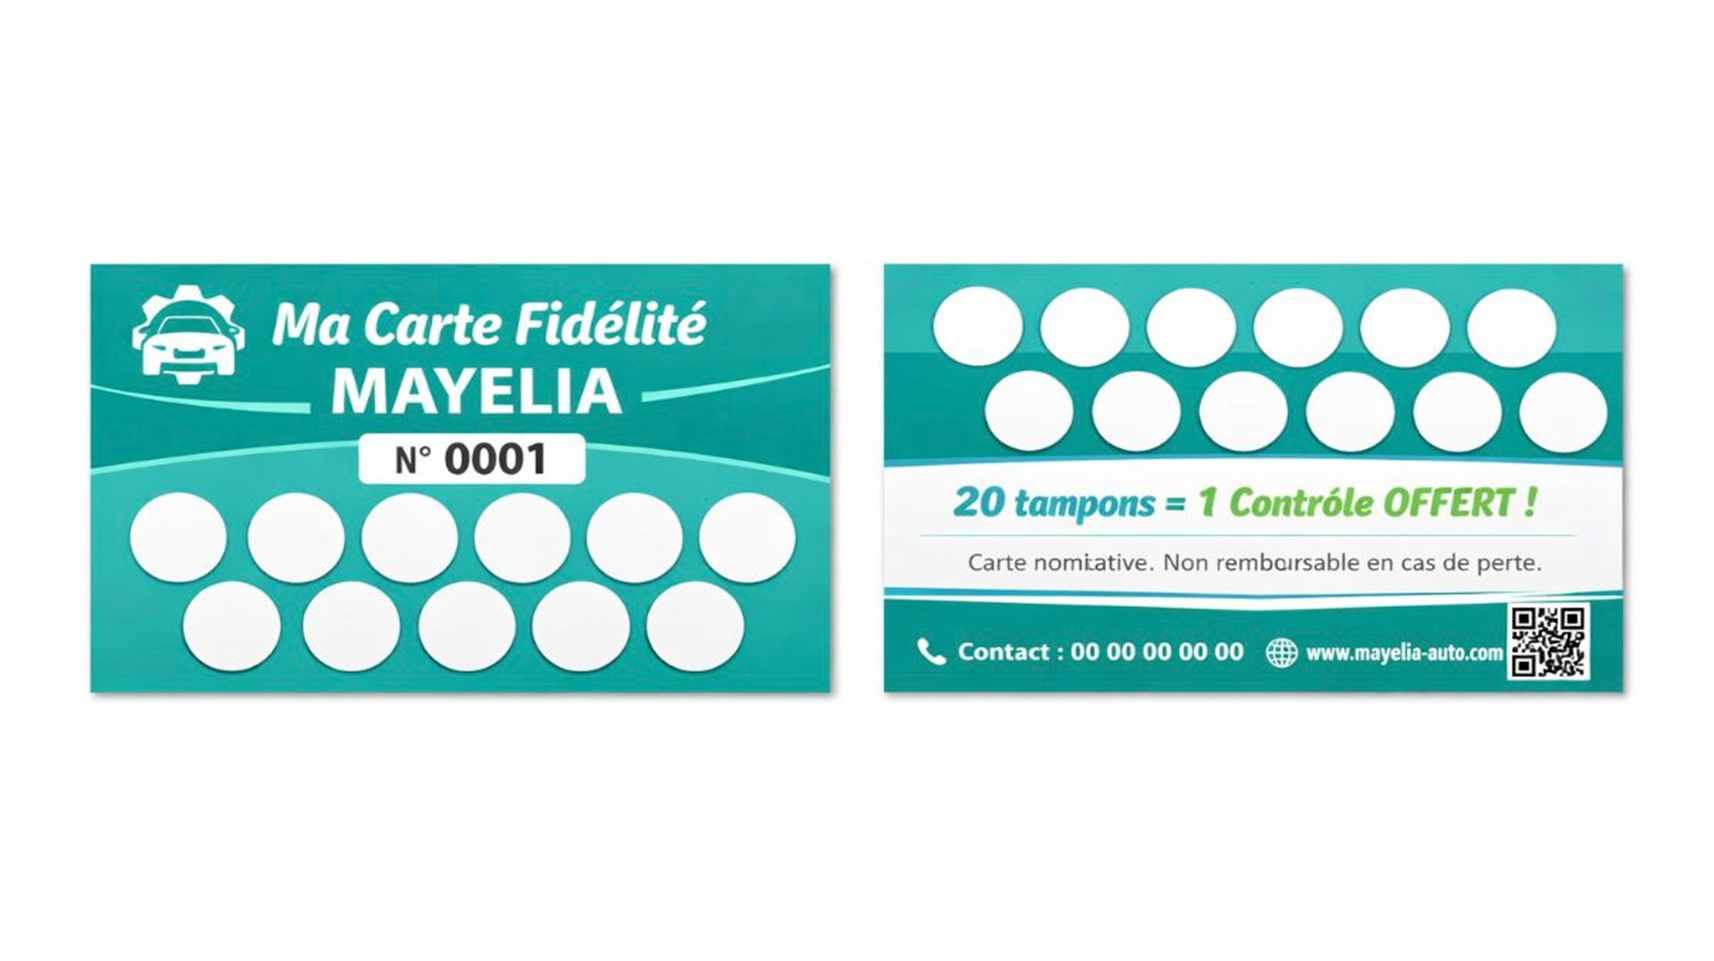 Ma Carte Fidélité
MAYELIA
N° 0001
20 tampons = 1 Contróle OFFERT !
Carte nomiative. Non remboursable en cas de perte.
Contact : 00 00 00 00 00 www.mayelia-auto.com